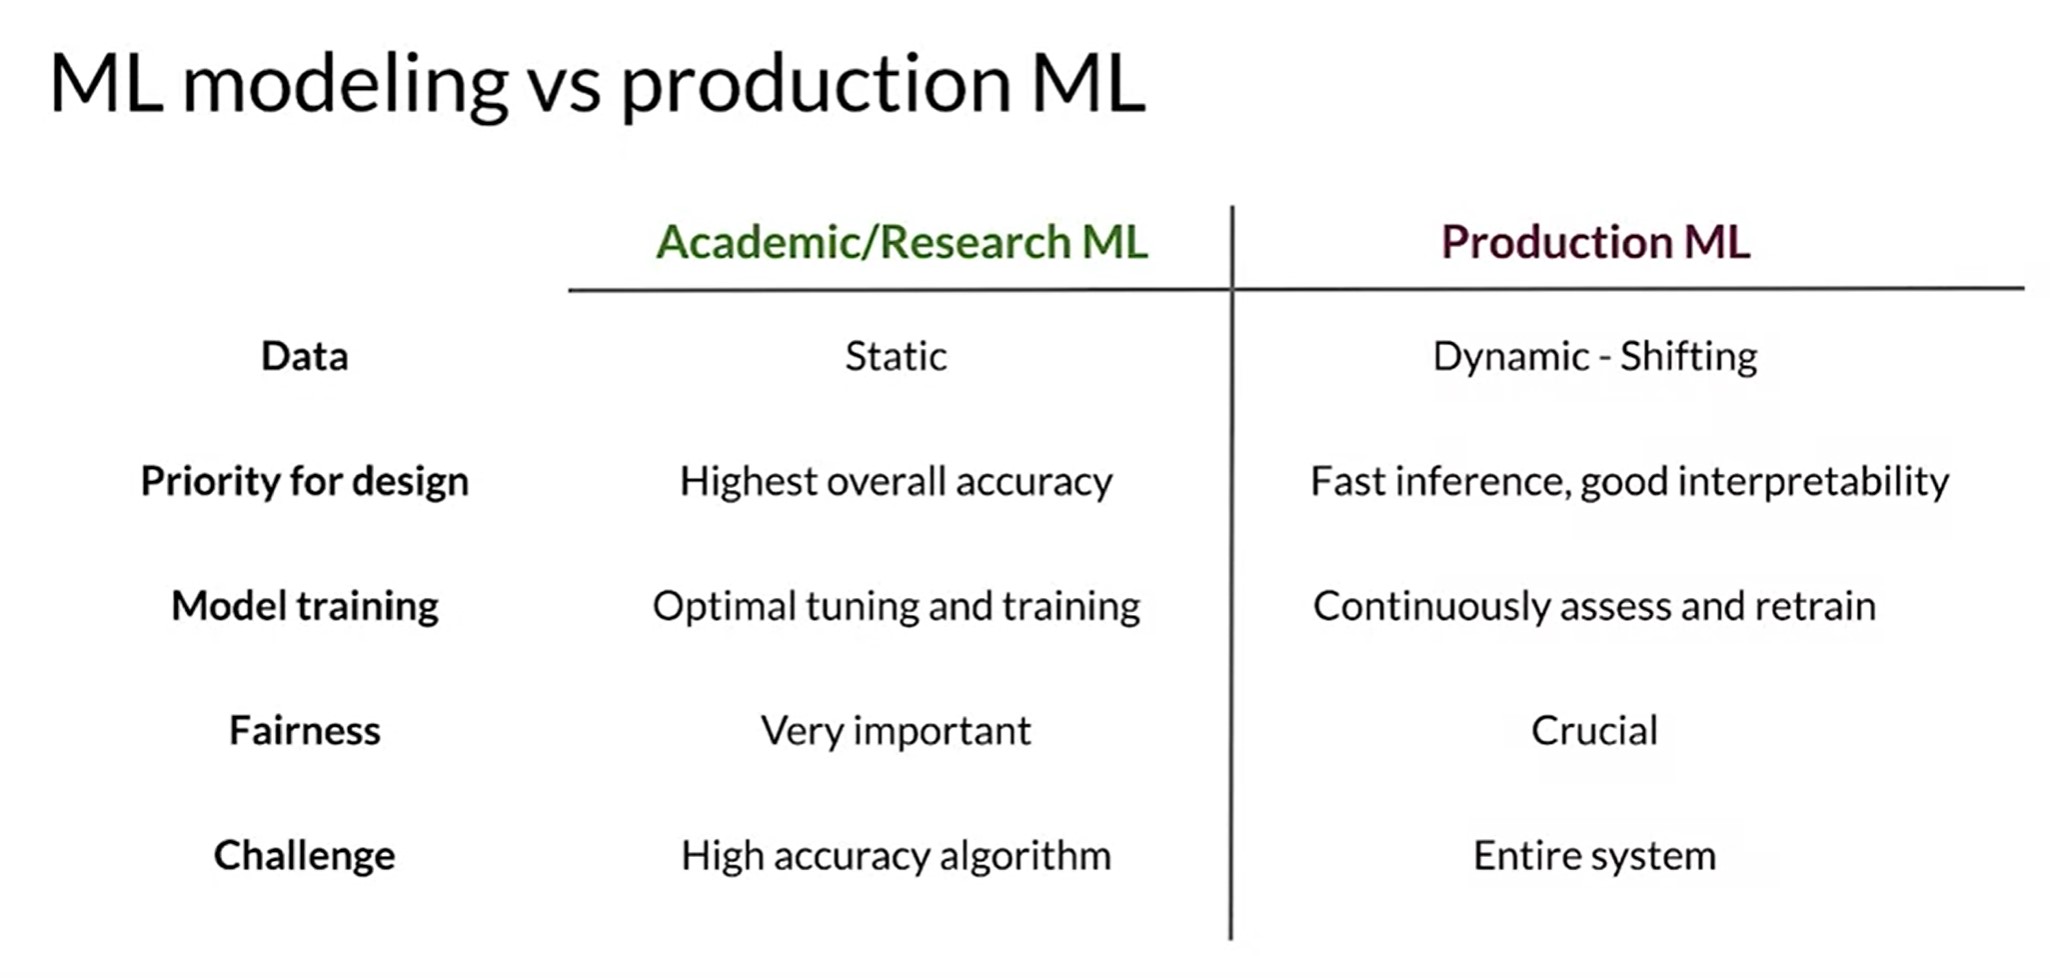 ML modeling vs production ML
Academic/Research ML Production ML
Data Static Dynamic - Shifting
Priority for design Highest overall accuracy Fast inference, good interpretability
Model training Optimal tuning and training Continuously assess and retrain
Fairness Very important Crucial
Challenge High accuracy algorithm Entire system